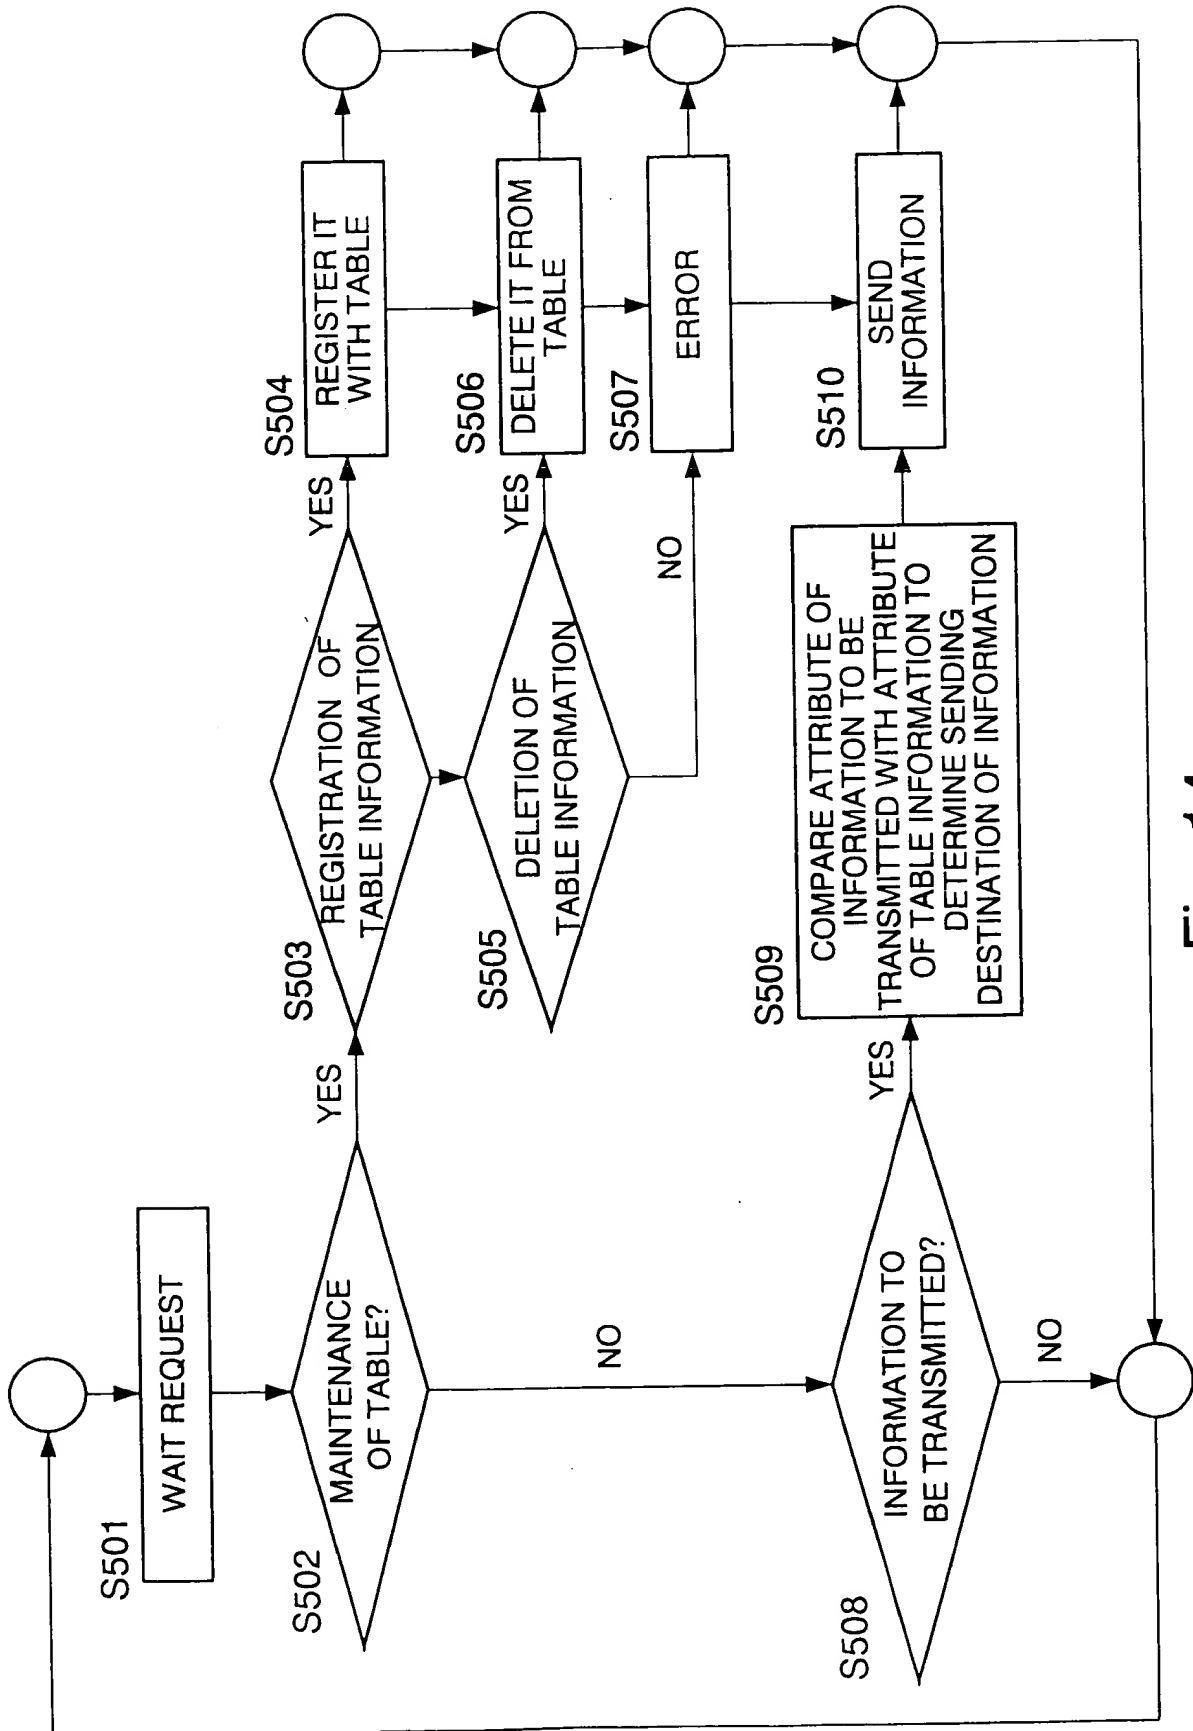 S501
WAIT REQUEST
S502
MAINTENANCE
OF TABLE?
YES
NO
S503
REGISTRATION OF
TABLE INFORMATION
YES
S504
REGISTER IT
WITH TABLE
S505
DELETION OF
TABLE INFORMATION
YES
S506
DELETE IT FROM
TABLE
NO
S507
ERROR
S508
INFORMATION TO
BE TRANSMITTED?
YES
NO
S509
COMPARE ATTRIBUTE OF
INFORMATION TO BE
TRANSMITTED WITH ATTRIBUTE
OF TABLE INFORMATION TO
DETERMINE SENDING
DESTINATION OF INFORMATION
S510
SEND
INFORMATION